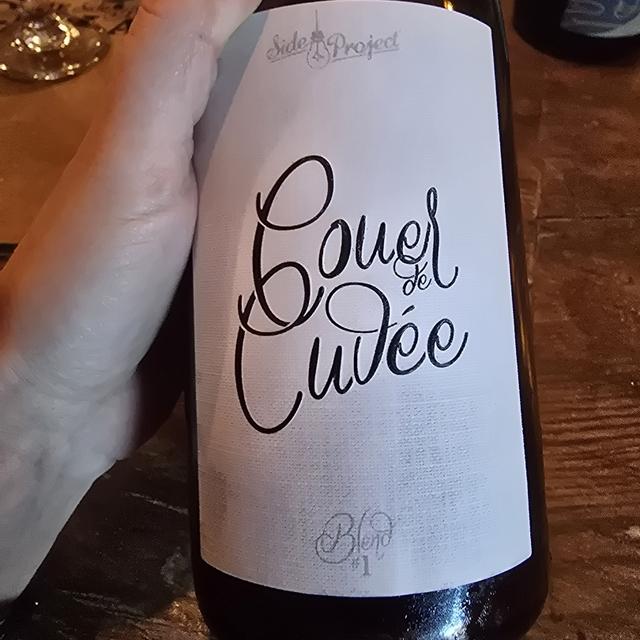 Side Project
Couer
de
Cuvée
Blend
#1